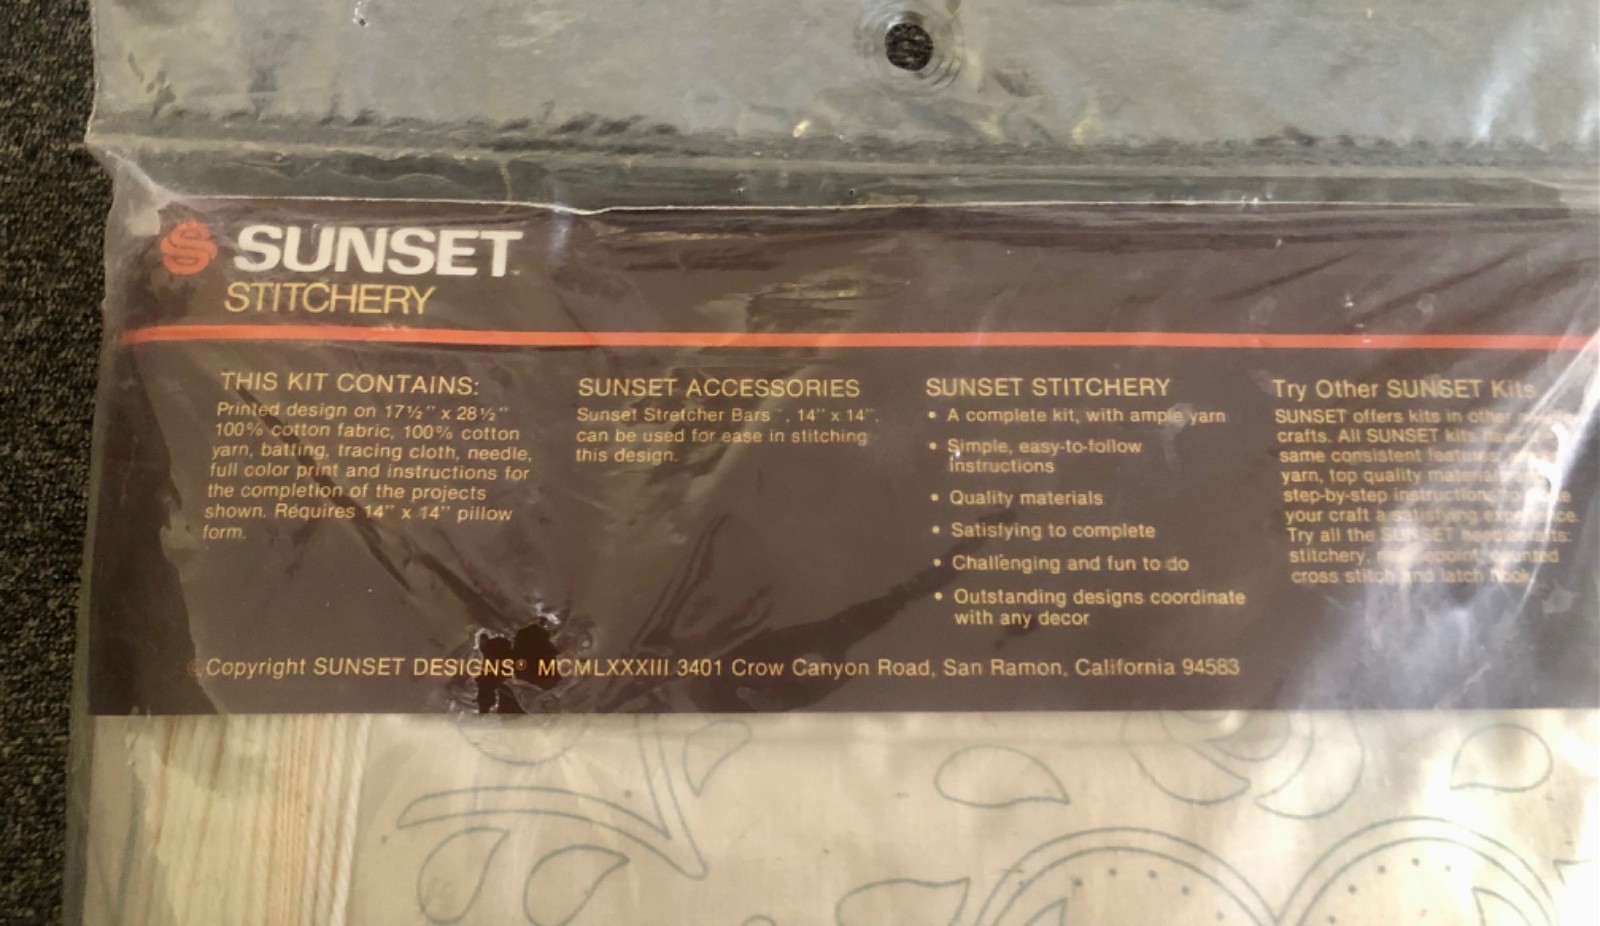 SUNSET
STITCHERY
THIS KIT CONTAINS:
Printed design on 17½" x 28½"
100% cotton fabric, 100% cotton
yarn, batting, tracing cloth, needle,
full color print and instructions for
the completion of the projects
shown. Requires 14" x 14" pillow
form.
SUNSET ACCESSORIES
Sunset Stretcher Bars™, 14" x 14",
can be used for ease in stitching
this design.
SUNSET STITCHERY
• A complete kit, with ample yarn
• Simple, easy-to-follow
instructions
• Quality materials
• Satisfying to complete
• Challenging and fun to do
• Outstanding designs coordinate
with any decor
Try Other SUNSET Kits
SUNSET offers kits in other
crafts. All SUNSET kits
same consistent features,
yarn, top quality materials
step-by-step instructions to
your craft a satisfying experience.
Try all the SUNSET needlecrafts:
stitchery, needlepoint, counted
cross stitch and latch hook.
©Copyright SUNSET DESIGNS® MCMLXXXIII 3401 Crow Canyon Road, San Ramon, California 94583